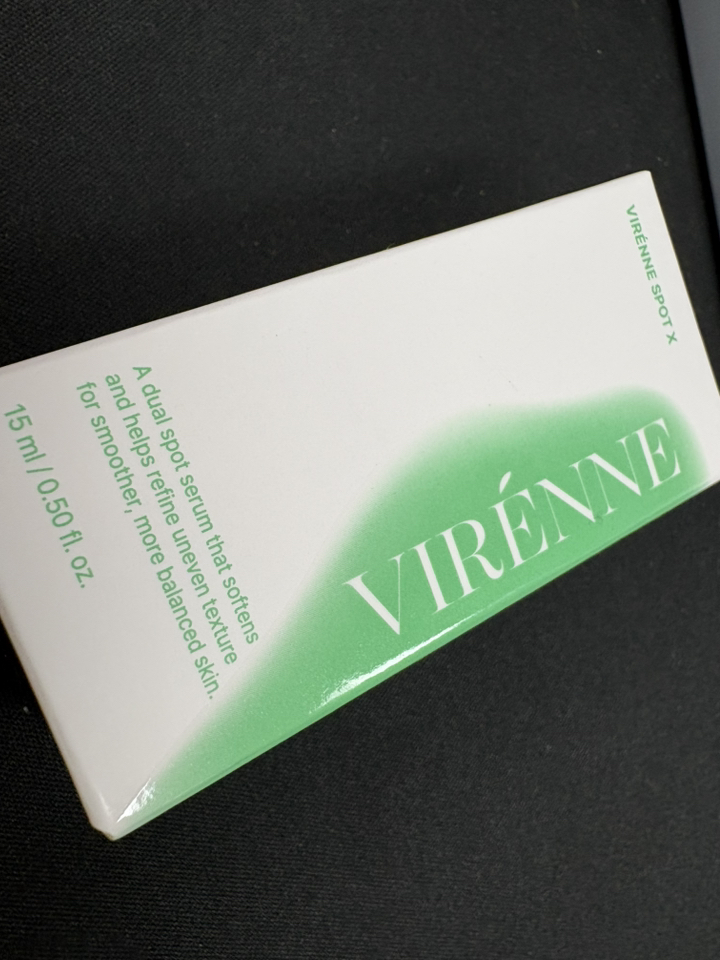 VIRÉNNE SPOT X
VIRÉNNE
A dual spot serum that softens
and helps refine uneven texture
for smoother, more balanced skin.
15 ml / 0.50 fl. oz.